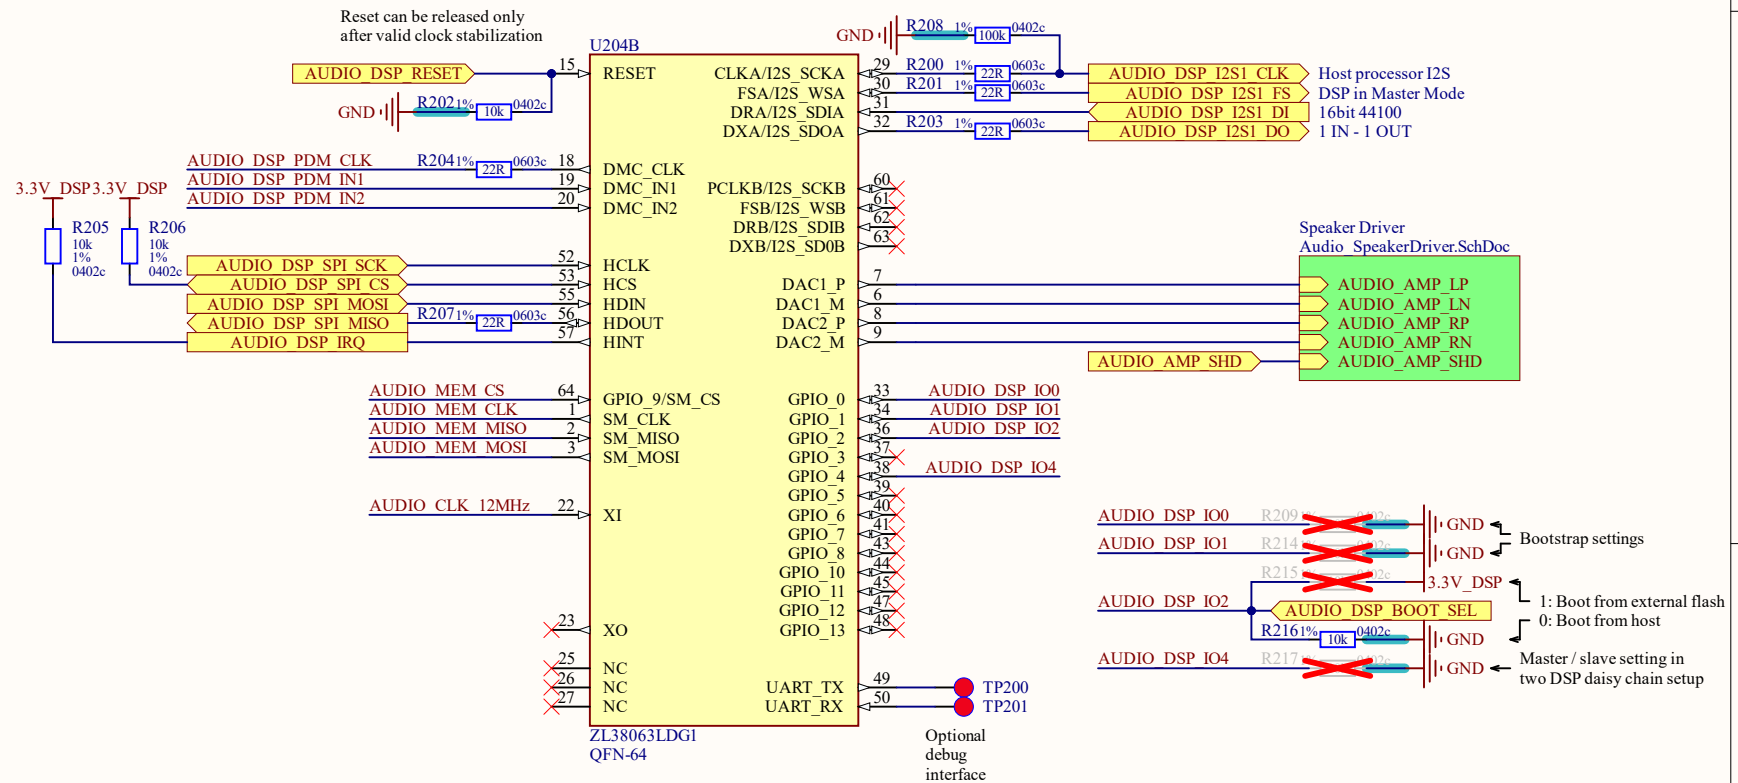 Reset can be released only
after valid clock stabilization
U204B
AUDIO_DSP_RESET
15
RESET
GND
R202
1%
10k
0402c
AUDIO_DSP_PDM_CLK
R204
1%
22R
0603c
18
DMC_CLK
AUDIO_DSP_PDM_IN1
19
DMC_IN1
AUDIO_DSP_PDM_IN2
20
DMC_IN2
3.3V_DSP
3.3V_DSP
R205
10k
1%
0402c
R206
10k
1%
0402c
AUDIO_DSP_SPI_SCK
52
HCLK
AUDIO_DSP_SPI_CS
53
HCS
AUDIO_DSP_SPI_MOSI
55
HDIN
AUDIO_DSP_SPI_MISO
R207
1%
22R
0603c
56
HDOUT
AUDIO_DSP_IRQ
57
HINT
AUDIO_MEM_CS
64
GPIO_9/SM_CS
AUDIO_MEM_CLK
1
SM_CLK
AUDIO_MEM_MISO
2
SM_MISO
AUDIO_MEM_MOSI
3
SM_MOSI
AUDIO_CLK_12MHz
22
XI
23
XO
25
NC
26
NC
27
NC
ZL38063LDG1
QFN-64
GND
R208
1%
100k
0402c
CLKA/I2S_SCKA
29
R200
1%
22R
0603c
AUDIO_DSP_I2S1_CLK
Host processor I2S
FSA/I2S_WSA
30
R201
1%
22R
0603c
AUDIO_DSP_I2S1_FS
DSP in Master Mode
DRA/I2S_SDIA
31
AUDIO_DSP_I2S1_DI
16bit 44100
DXA/I2S_SDOA
32
R203
1%
22R
0603c
AUDIO_DSP_I2S1_DO
1 IN - 1 OUT
PCLKB/I2S_SCKB
60
FSB/I2S_WSB
61
DRB/I2S_SDIB
62
DXB/I2S_SD0B
63
Speaker Driver
Audio_SpeakerDriver.SchDoc
DAC1_P
7
AUDIO_AMP_LP
DAC1_M
6
AUDIO_AMP_LN
DAC2_P
8
AUDIO_AMP_RP
DAC2_M
9
AUDIO_AMP_RN
AUDIO_AMP_SHD
AUDIO_AMP_SHD
GPIO_0
33
AUDIO_DSP_IO0
GPIO_1
34
AUDIO_DSP_IO1
GPIO_2
36
AUDIO_DSP_IO2
GPIO_3
37
GPIO_4
38
AUDIO_DSP_IO4
GPIO_5
39
GPIO_6
40
GPIO_7
41
GPIO_8
43
GPIO_10
44
GPIO_11
45
GPIO_12
47
GPIO_13
48
UART_TX
49
TP200
UART_RX
50
TP201
Optional
debug
interface
AUDIO_DSP_IO0
R209
GND
AUDIO_DSP_IO1
R214
GND
Bootstrap settings
R215
3.3V_DSP
AUDIO_DSP_IO2
AUDIO_DSP_BOOT_SEL
1: Boot from external flash
0: Boot from host
R216
1%
10k
0402c
GND
AUDIO_DSP_IO4
R217
GND
Master / slave setting in
two DSP daisy chain setup